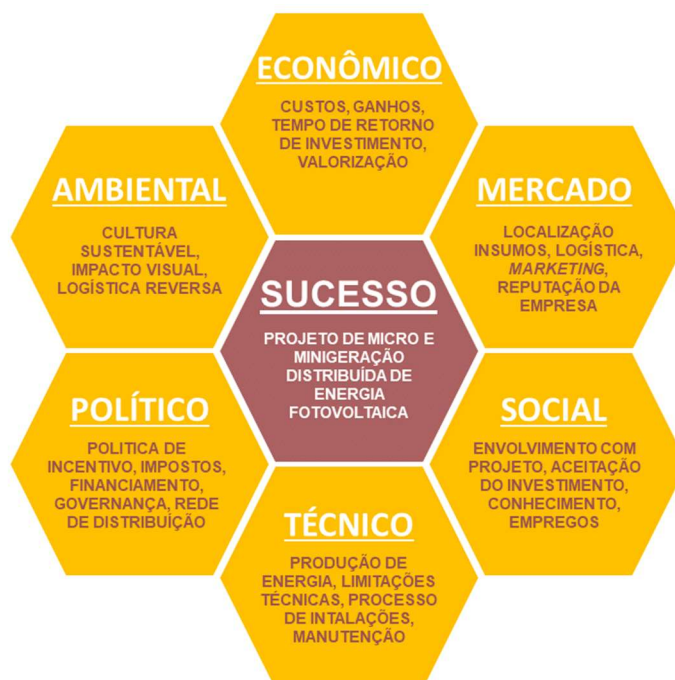 ECONÔMICO
CUSTOS, GANHOS,
TEMPO DE RETORNO
DE INVESTIMENTO,
VALORIZAÇÃO
AMBIENTAL
CULTURA
SUSTENTÁVEL,
IMPACTO VISUAL,
LOGÍSTICA REVERSA
MERCADO
LOCALIZAÇÃO
INSUMOS, LOGÍSTICA,
MARKETING,
REPUTAÇÃO DA
EMPRESA
SUCESSO
PROJETO DE MICRO E
MINIGERAÇÃO
DISTRIBUÍDA DE
ENERGIA
FOTOVOLTAICA
POLÍTICO
POLITICA DE
INCENTIVO, IMPOSTOS,
FINANCIAMENTO,
GOVERNANÇA, REDE
DE DISTRIBUÍÇÃO
SOCIAL
ENVOLVIMENTO COM
PROJETO, ACEITAÇÃO
DO INVESTIMENTO,
CONHECIMENTO,
EMPREGOS
TÉCNICO
PRODUÇÃO DE
ENERGIA, LIMITAÇÕES
TÉCNICAS, PROCESSO
DE INTALAÇÕES,
MANUTENÇÃO